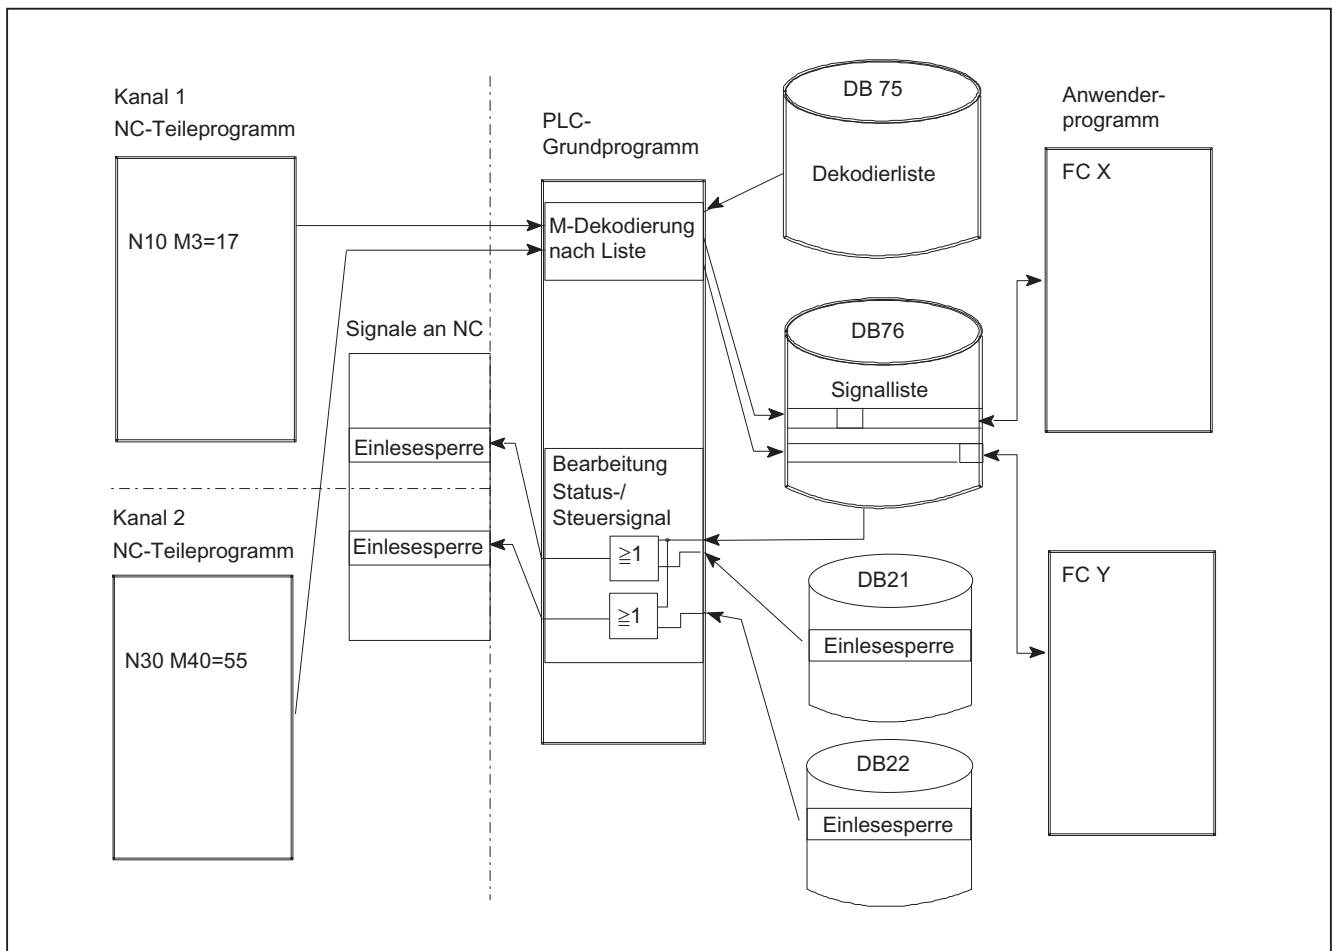 Kanal 1
NC-Teileprogramm
N10 M3=17
Kanal 2
NC-Teileprogramm
N30 M40=55
Signale an NC
Einlesesperre
Einlesesperre
PLC-
Grundprogramm
M-Dekodierung
nach Liste
Bearbeitung
Status-/
Steuersignal
≧1
≧1
DB 75
Dekodierliste
DB76
Signalliste
DB21
Einlesesperre
DB22
Einlesesperre
Anwender-
programm
FC X
FC Y